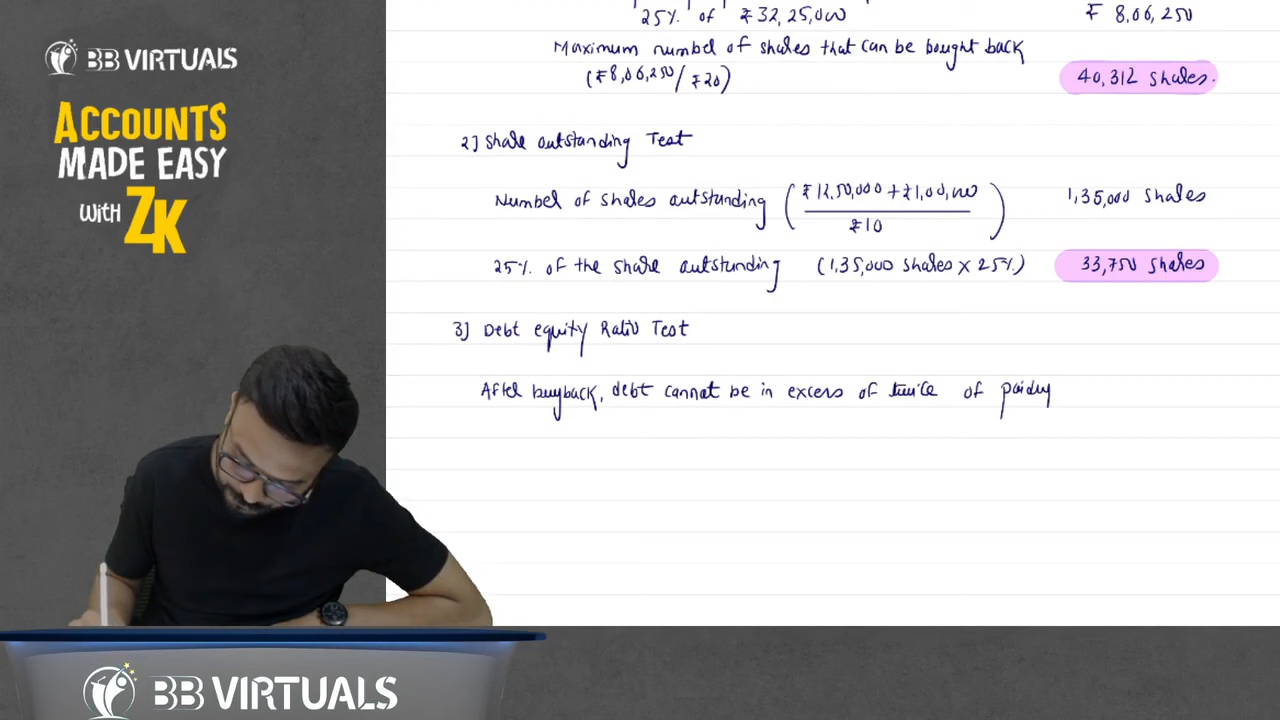 BB VIRTUALS
ACCOUNTS
MADE EASY
WITH ZK
25% of ₹32,25,000 ₹ 8,06,250
Maximum number of shares that can be bought back
(₹8,06,250 / ₹20) 40,312 shares.
2] Share outstanding Test
Number of shares outstanding (₹12,50,000 + ₹1,00,000 / ₹10) 1,35,000 shares
25% of the share outstanding (1,35,000 shares × 25%) 33,750 shares
3] Debt equity Ratio Test
After buyback, debt cannot be in excess of twice of paidup
BB VIRTUALS